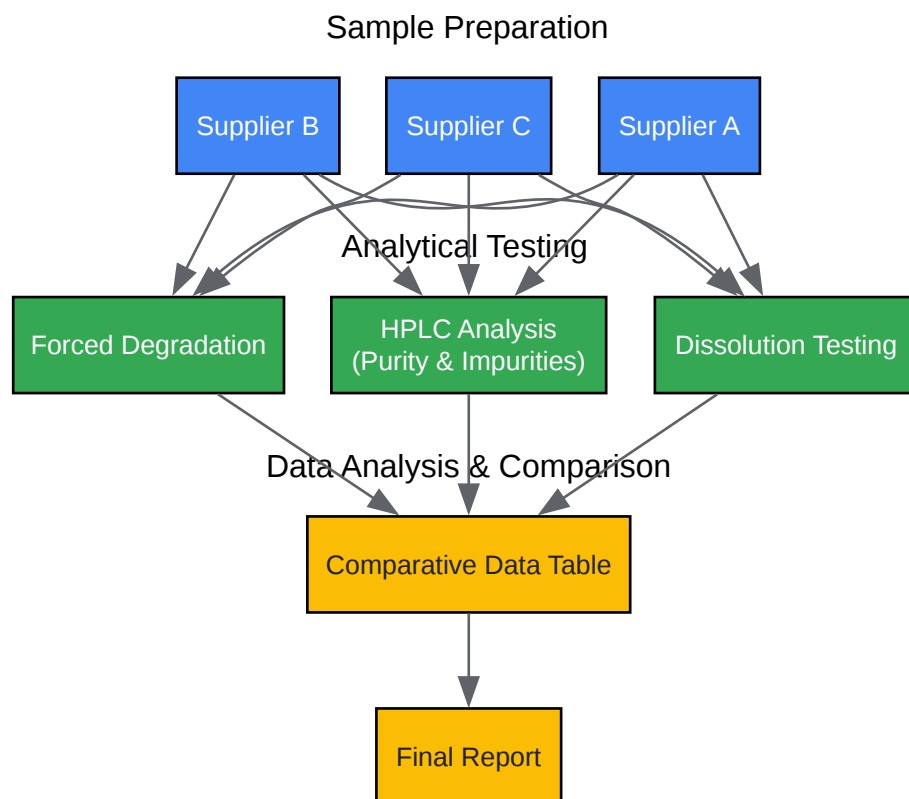 Sample Preparation
Supplier B
Supplier C
Supplier A
Analytical Testing
Forced Degradation
HPLC Analysis
(Purity & Impurities)
Dissolution Testing
Data Analysis & Comparison
Comparative Data Table
Final Report